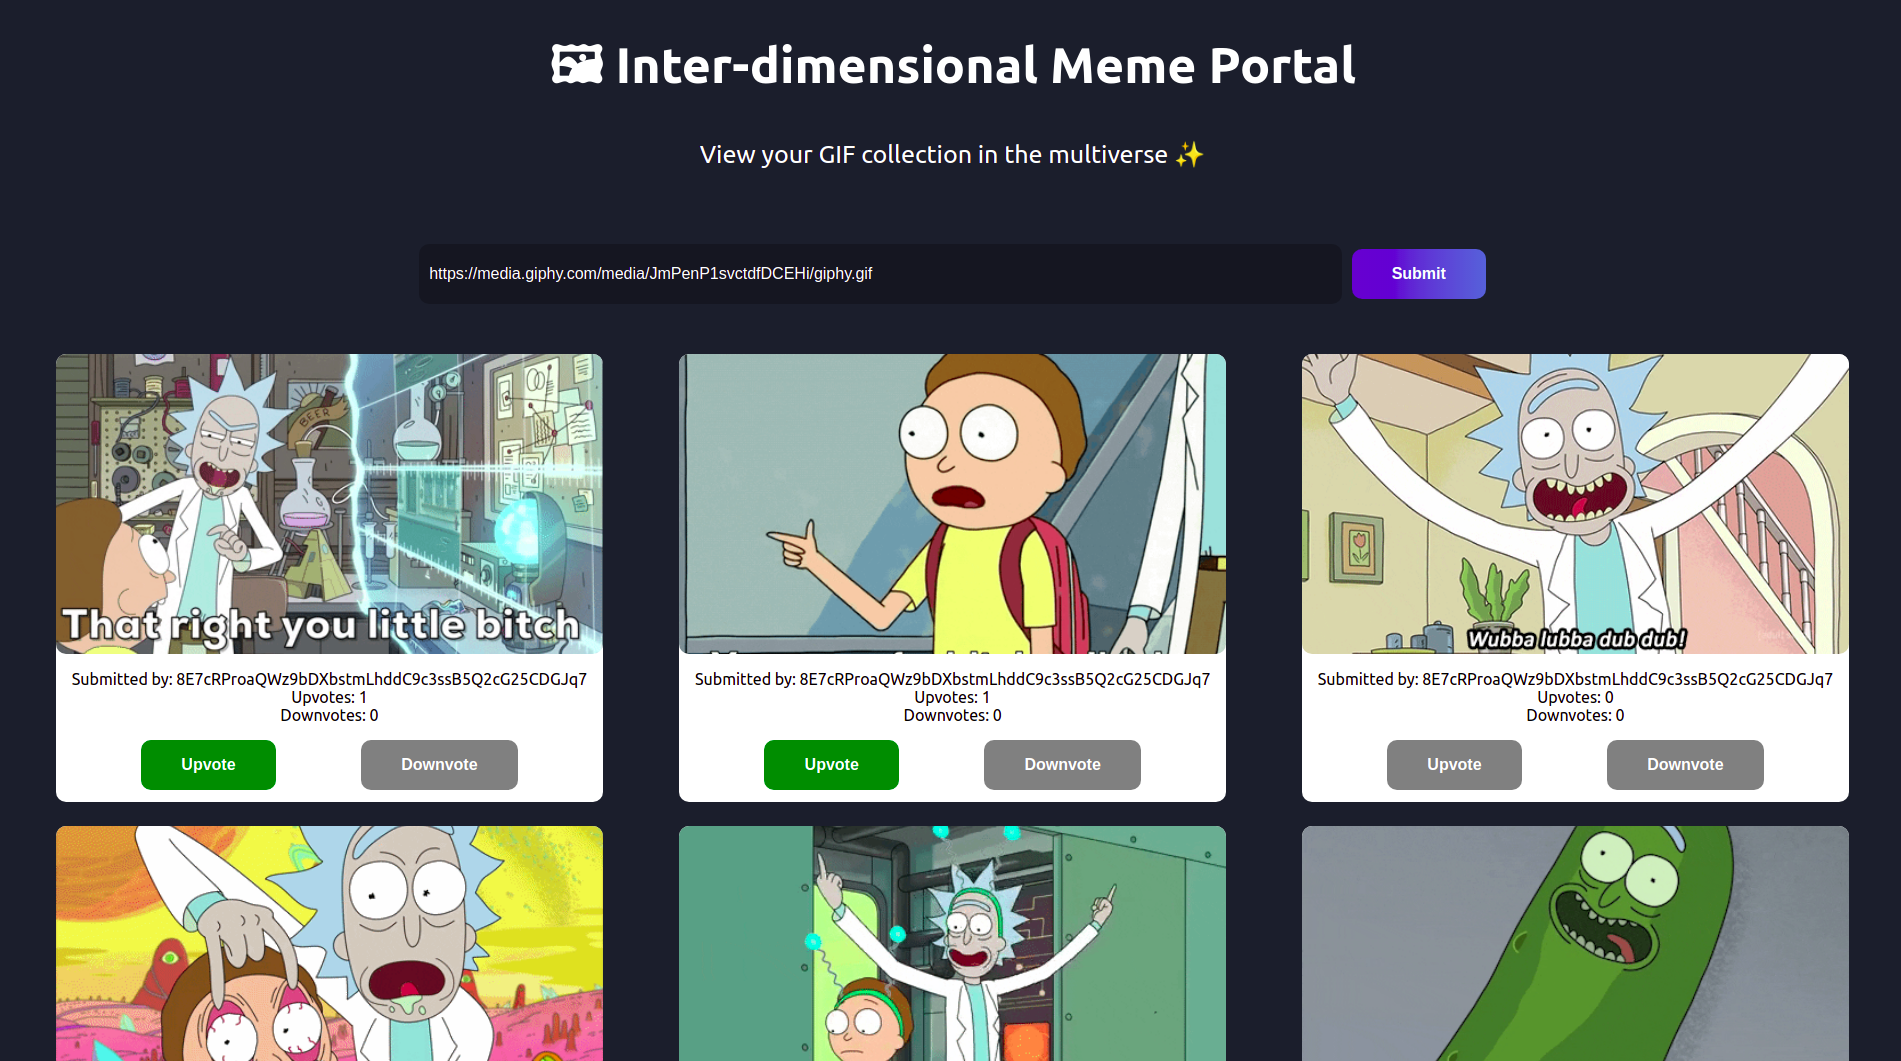 🖼 Inter-dimensional Meme Portal
View your GIF collection in the multiverse ✨
https://media.giphy.com/media/JmPenP1svctdfDCEHi/giphy.gif
Submit
BEER
That right you little bitch
Submitted by: 8E7cRProaQWz9bDXbstmLhddC9c3ssB5Q2cG25CDGJq7
Upvotes: 1
Downvotes: 0
Upvote Downvote
Submitted by: 8E7cRProaQWz9bDXbstmLhddC9c3ssB5Q2cG25CDGJq7
Upvotes: 1
Downvotes: 0
Upvote Downvote
Wubba lubba dub dub!
Submitted by: 8E7cRProaQWz9bDXbstmLhddC9c3ssB5Q2cG25CDGJq7
Upvotes: 0
Downvotes: 0
Upvote Downvote